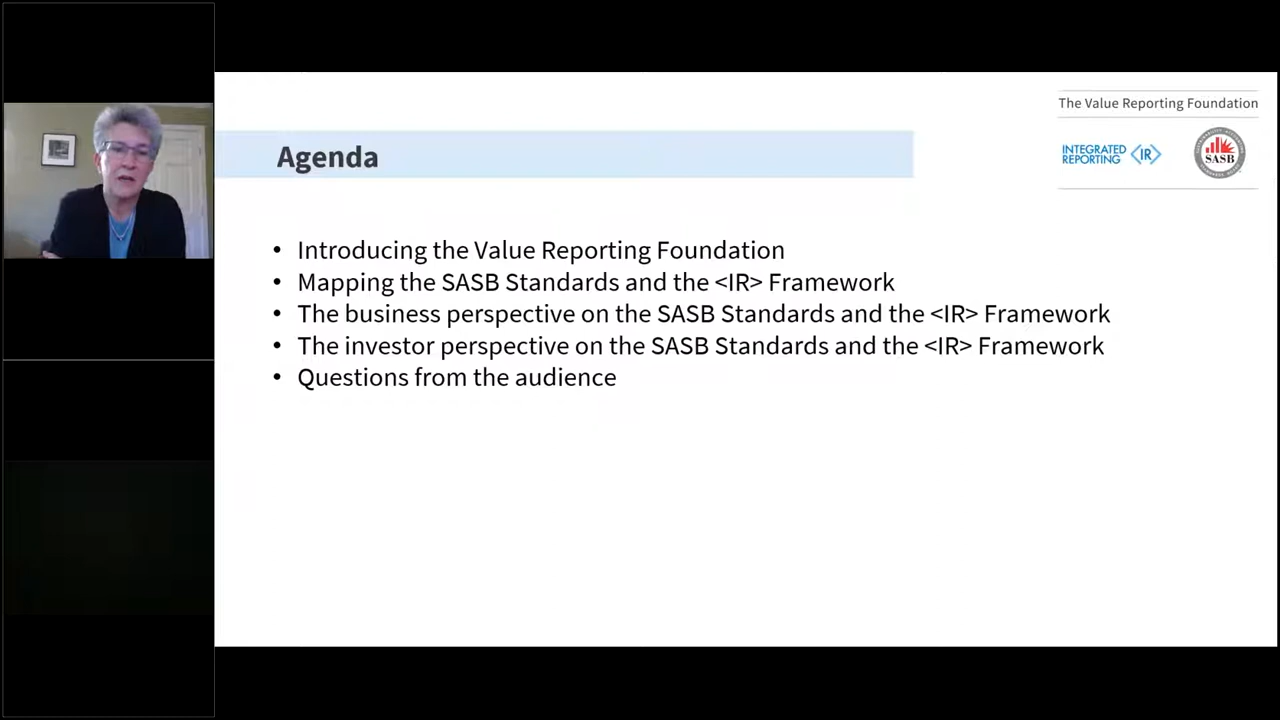 The Value Reporting Foundation
INTEGRATED
REPORTING
<IR>
SASB
Agenda
• Introducing the Value Reporting Foundation
• Mapping the SASB Standards and the <IR> Framework
• The business perspective on the SASB Standards and the <IR> Framework
• The investor perspective on the SASB Standards and the <IR> Framework
• Questions from the audience